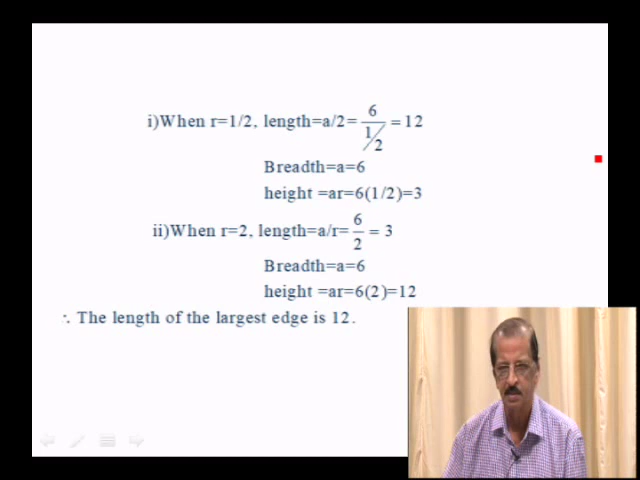 i)When r=1/2, length=a/2= 6/(1/2) =12
Breadth=a=6
height =ar=6(1/2)=3
ii)When r=2, length=a/r= 6/2 = 3
Breadth=a=6
height =ar=6(2)=12
∴ The length of the largest edge is 12.